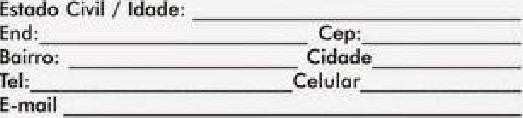 Estado Civil / Idade:
End: Cep:
Bairro: Cidade
Tel: Celular
E-mail